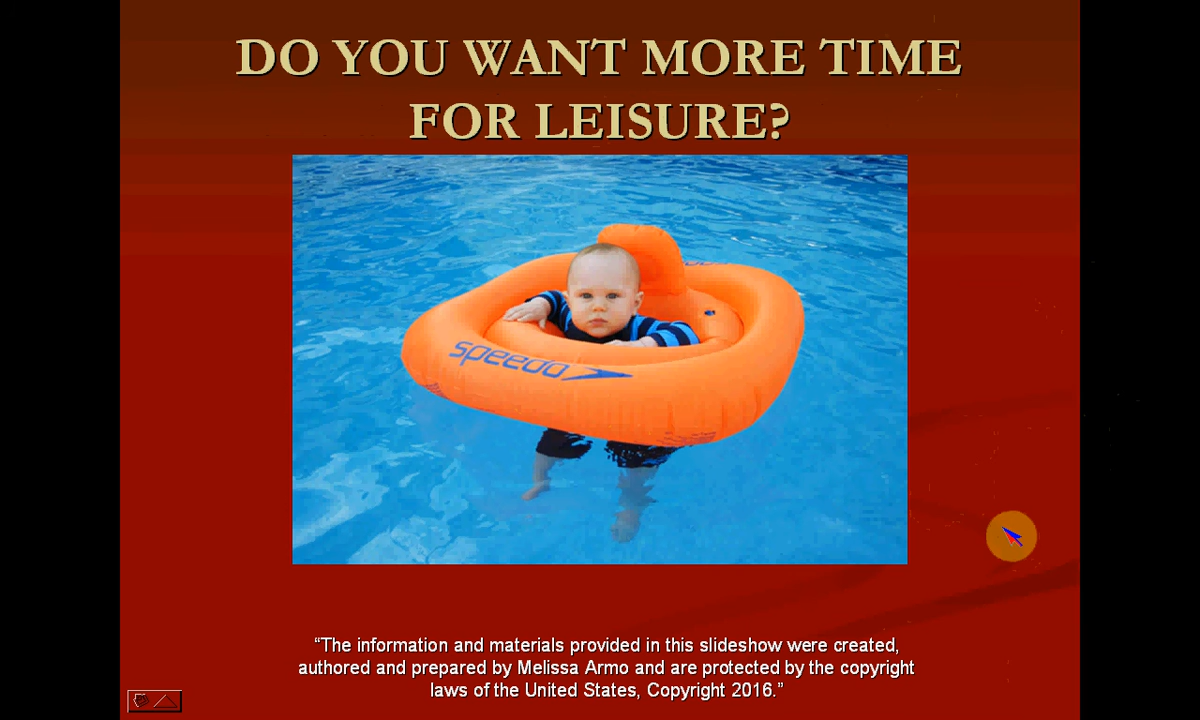 DO YOU WANT MORE TIME
FOR LEISURE?
speedo
“The information and materials provided in this slideshow were created,
authored and prepared by Melissa Armo and are protected by the copyright
laws of the United States, Copyright 2016.”